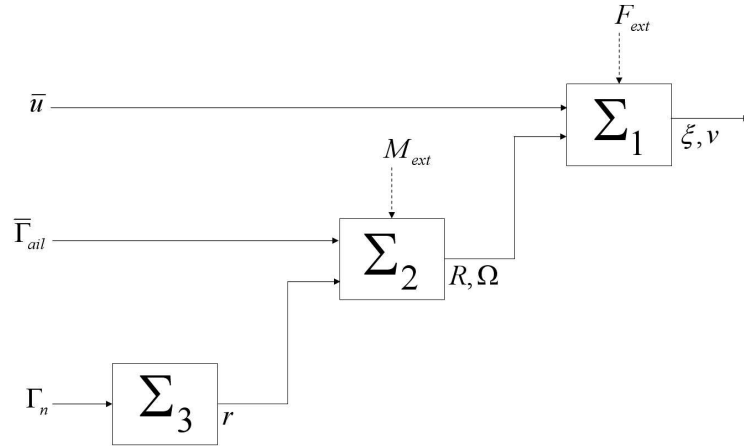 F_ext
ū
Σ₁
ξ, v
M_ext
Γ̄_ail
Σ₂
R, Ω
Γ_n
Σ₃
r